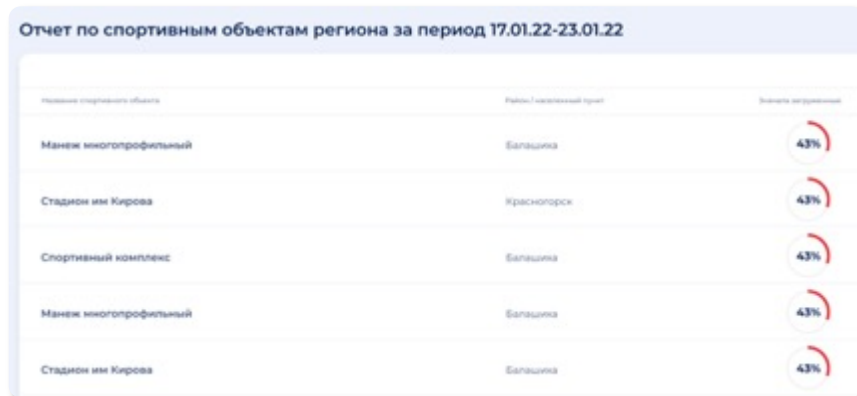 Отчет по спортивным объектам региона за период 17.01.22-23.01.22
Название спортивного объекта Район / населенный пункт Сначала загруженные
Манеж многопрофильный Балашиха 43%
Стадион им Кирова Красногорск 43%
Спортивный комплекс Балашиха 43%
Манеж многопрофильный Балашиха 43%
Стадион им Кирова Балашиха 43%